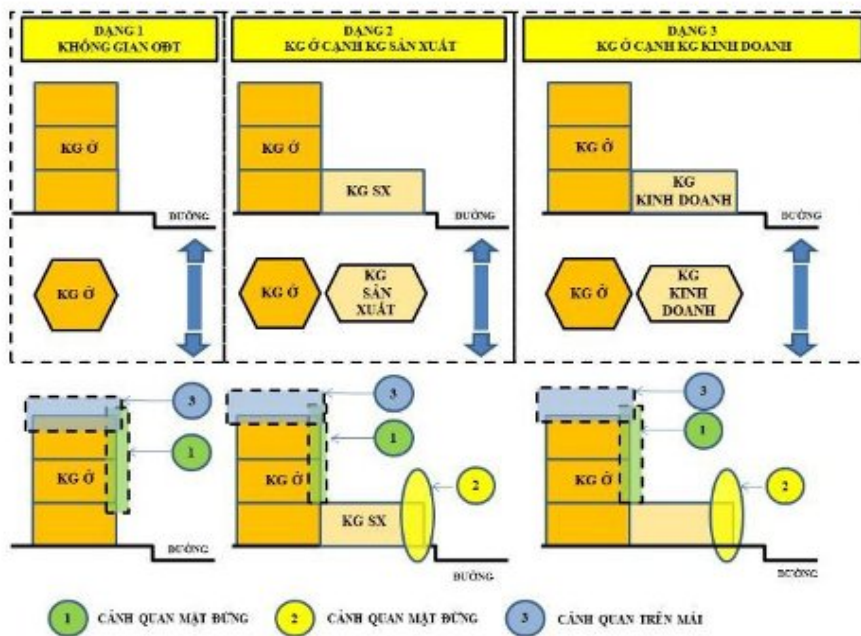 DẠNG 1
KHÔNG GIAN OĐT
DẠNG 2
KG Ở CẠNH KG SẢN XUẤT
DẠNG 3
KG Ở CẠNH KG KINH DOANH
KG Ở
ĐƯỜNG
KG Ở
KG SX
ĐƯỜNG
KG Ở
KG
KINH DOANH
ĐƯỜNG
KG Ở
KG Ở
KG
SẢN
XUẤT
KG Ở
KG
KINH
DOANH
3
1
KG Ở
ĐƯỜNG
3
1
KG Ở
2
KG SX
ĐƯỜNG
3
1
KG Ở
2
ĐƯỜNG
1 CẢNH QUAN MẶT ĐỨNG
2 CẢNH QUAN MẶT ĐỨNG
3 CẢNH QUAN TRÊN MÁI